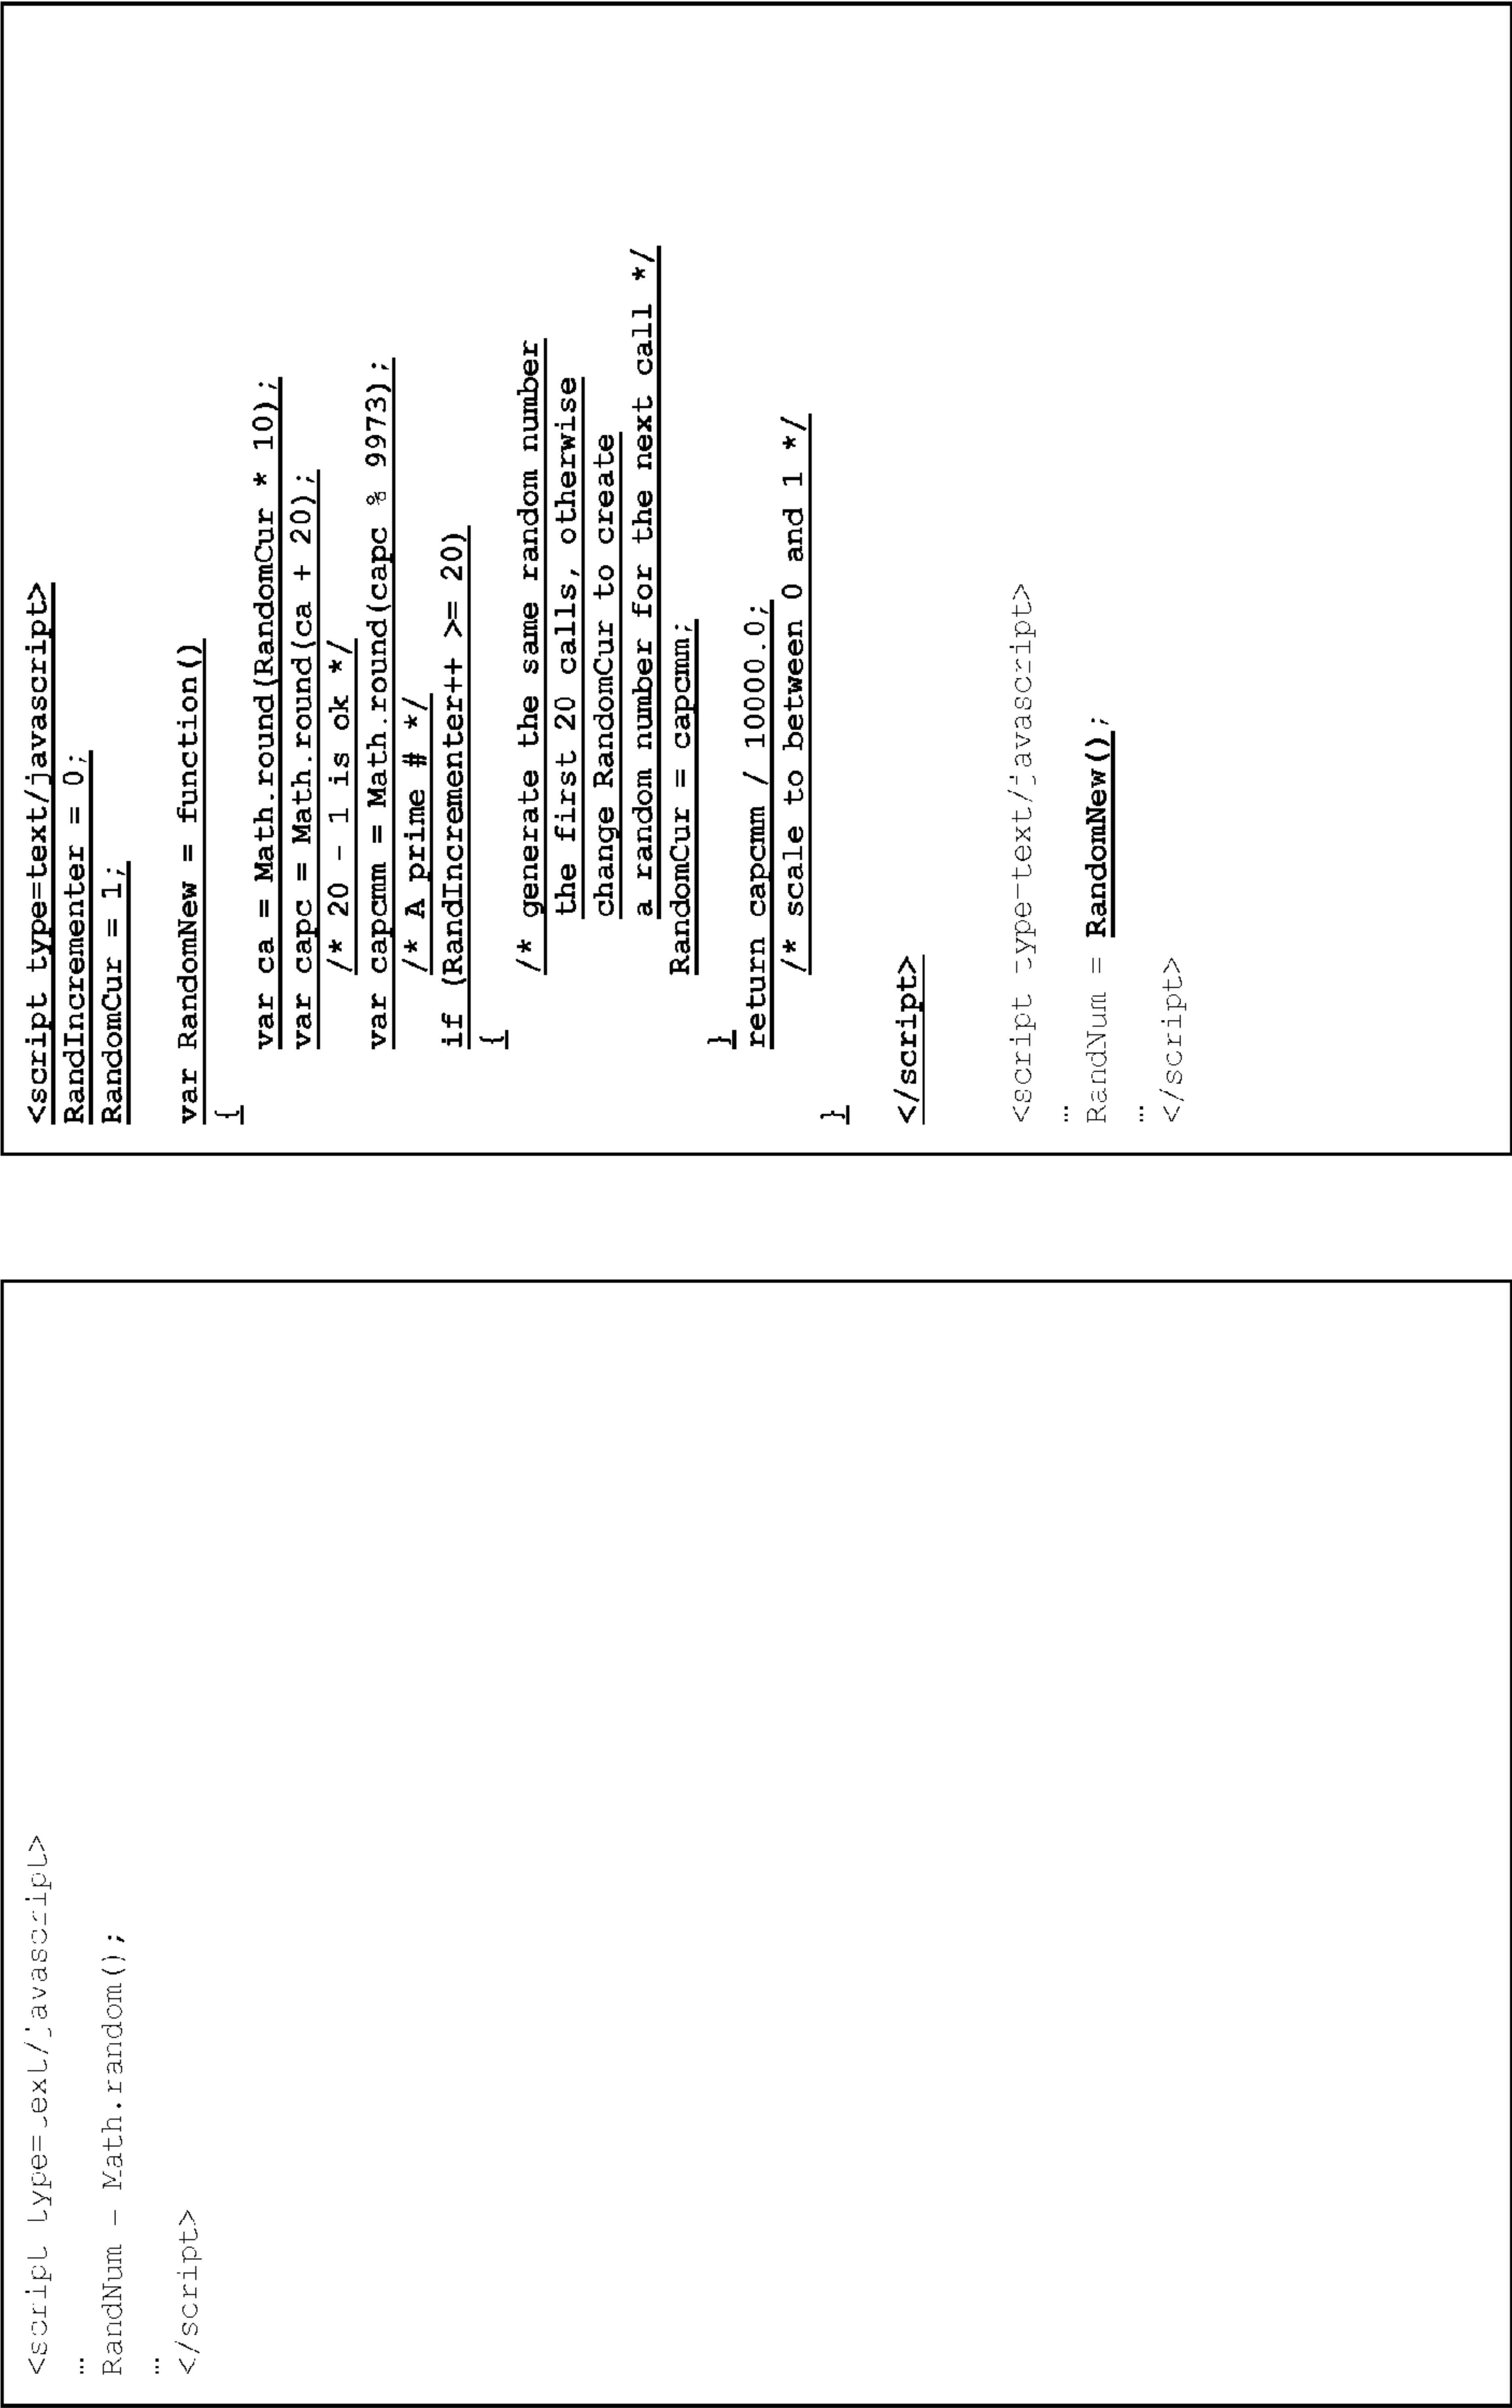 <script type=text/javascript>
…
RandNum = Math.random();
…
</script>
<script type=text/javascript>
RandIncrementer = 0;
RandomCur = 1;
var RandomNew = function()
{
var ca = Math.round(RandomCur * 10);
var capc = Math.round(ca + 20);
/* 20 - 1 is ok */
var capcmm = Math.round(capc % 9973);
/* A prime # */
if (RandIncrementer++ >= 20)
{
/* generate the same random number
the first 20 calls, otherwise
change RandomCur to create
a random number for the next call */
RandomCur = capcmm;
}
return capcmm / 10000.0;
/* scale to between 0 and 1 */
}
</script>
<script type=text/javascript>
…
RandNum = RandomNew();
…
</script>